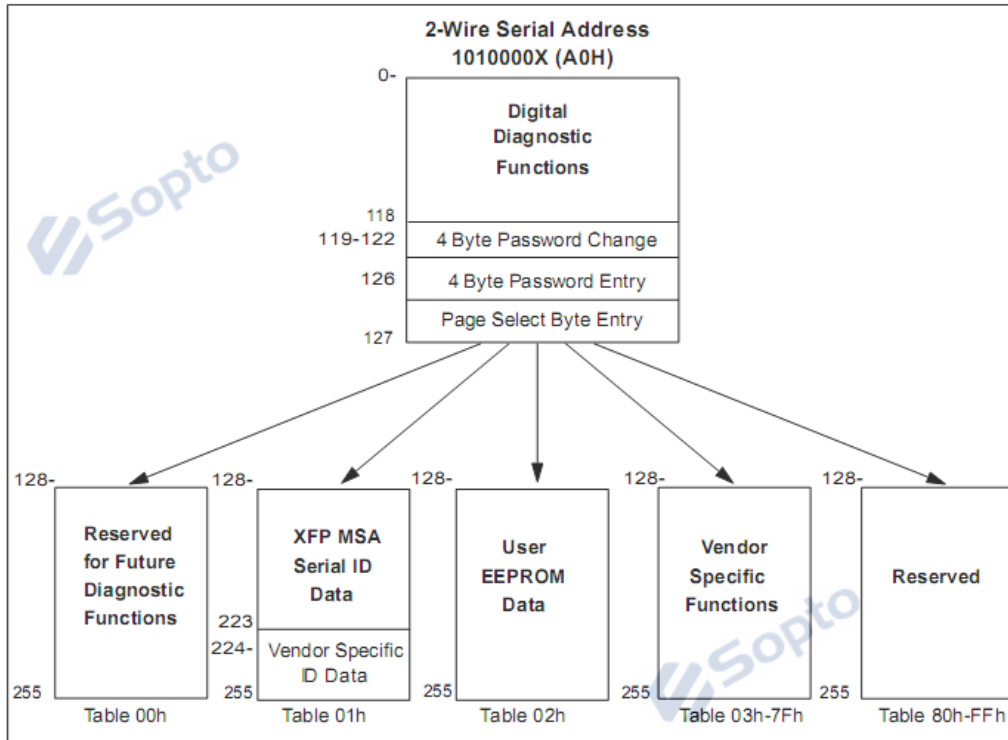 2-Wire Serial Address
1010000X (A0H)
0-
Digital
Diagnostic
Functions
118
119-122
4 Byte Password Change
126
4 Byte Password Entry
Page Select Byte Entry
127
Sopto
128-
Reserved
for Future
Diagnostic
Functions
255
Table 00h
128-
XFP MSA
Serial ID
Data
223
224-
Vendor Specific
ID Data
255
Table 01h
128-
User
EEPROM
Data
255
Table 02h
128-
Vendor
Specific
Functions
255
Table 03h-7Fh
128-
Reserved
255
Table 80h-FFh
Sopto